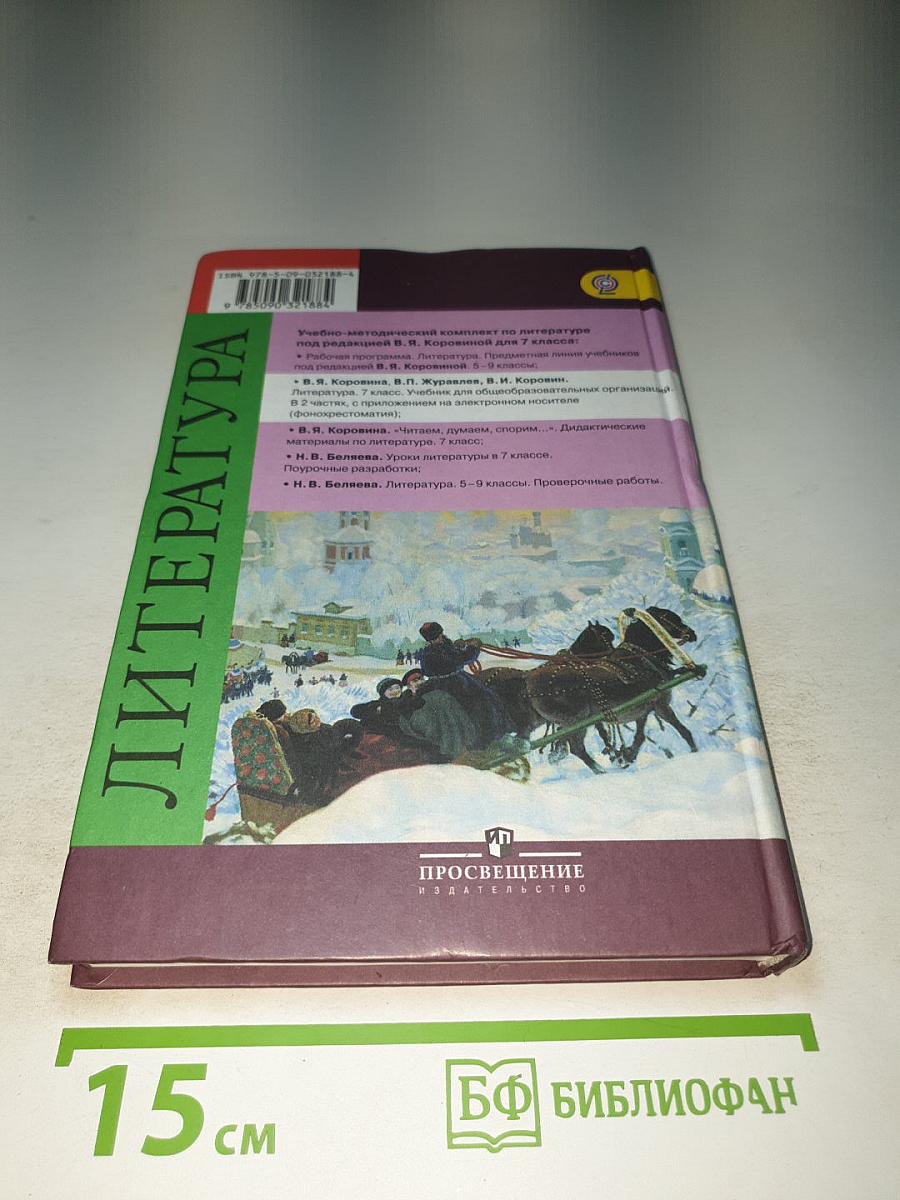 ISBN 978-5-09-032188-4
9 785090 321884
ЛИТЕРАТУРА
Учебно-методический комплект по литературе
под редакцией В.Я. Коровиной для 7 класса:
• Рабочая программа. Литература. Предметная линия учебников
под редакцией В.Я. Коровиной. 5–9 классы;
• В.Я. Коровина, В.П. Журавлев, В.И. Коровин.
Литература. 7 класс. Учебник для общеобразовательных организаций.
В 2 частях, с приложением на электронном носителе
(фонохрестоматия);
• В.Я. Коровина. «Читаем, думаем, спорим...». Дидактические
материалы по литературе. 7 класс;
• Н.В. Беляева. Уроки литературы в 7 классе.
Поурочные разработки;
• Н.В. Беляева. Литература. 5–9 классы. Проверочные работы.
ИП
ПРОСВЕЩЕНИЕ
ИЗДАТЕЛЬСТВО
15 см
БФ БИБЛИОФАН